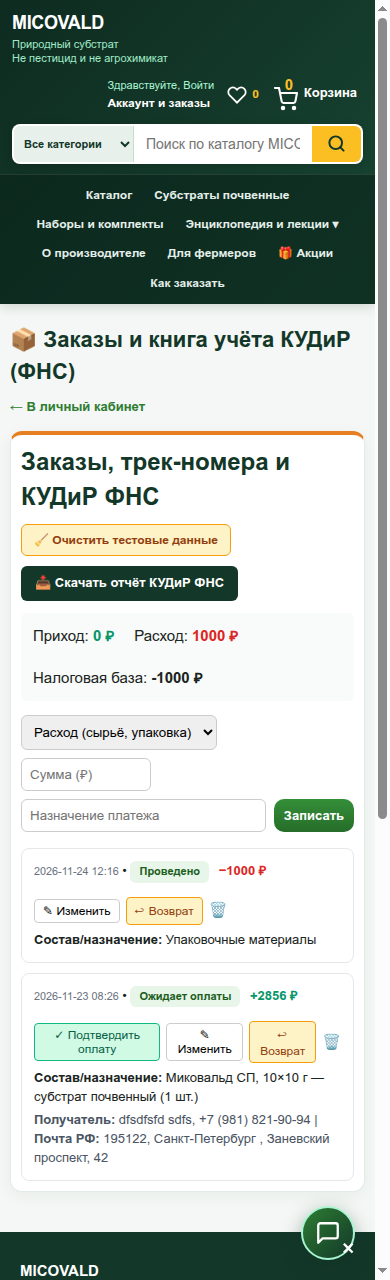 MICOVALD
Природный субстрат
Не пестицид и не агрохимикат
Здравствуйте, Войти
Аккаунт и заказы
0
0
Корзина
Все категории
Поиск по каталогу MICO
Каталог Субстраты почвенные
Наборы и комплекты Энциклопедия и лекции ▾
О производителе Для фермеров 🎁 Акции
Как заказать
📦 Заказы и книга учёта КУДиР
(ФНС)
← В личный кабинет
Заказы, трек-номера и
КУДиР ФНС
🧹 Очистить тестовые данные
📥 Скачать отчёт КУДиР ФНС
Приход: 0 ₽ Расход: 1000 ₽
Налоговая база: -1000 ₽
Расход (сырьё, упаковка)
Сумма (₽)
Назначение платежа Записать
2026-11-24 12:16 • Проведено −1000 ₽
✎ Изменить ↩ Возврат 🗑️
Состав/назначение: Упаковочные материалы
2026-11-23 08:26 • Ожидает оплаты +2856 ₽
✓ Подтвердить
оплату
✎
Изменить
↩
Возврат
🗑️
Состав/назначение: Миковальд СП, 10×10 г —
субстрат почвенный (1 шт.)
Получатель: dfsdfsfd sdfs, +7 (981) 821-90-94 |
Почта РФ: 195122, Санкт-Петербург , Заневский
проспект, 42
MICOVALD